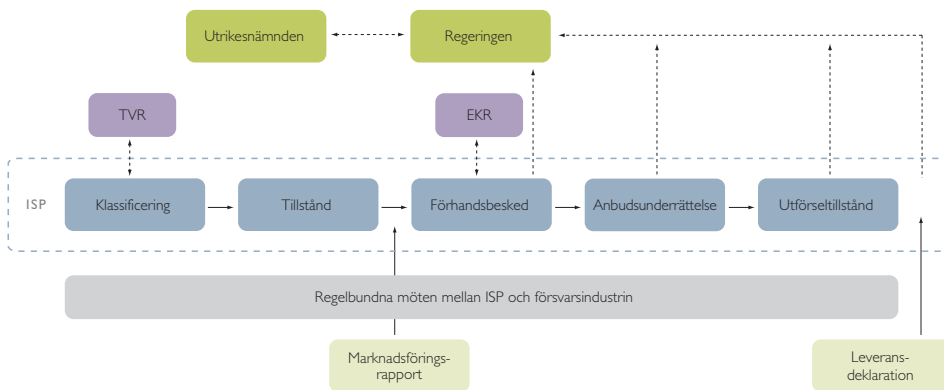 Utrikesnämnden
Regeringen
TVR
EKR
ISP
Klassificering
Tillstånd
Förhandsbesked
Anbudsunderrättelse
Utförseltillstånd
Regelbundna möten mellan ISP och försvarsindustrin
Marknadsförings-
rapport
Leverans-
deklaration